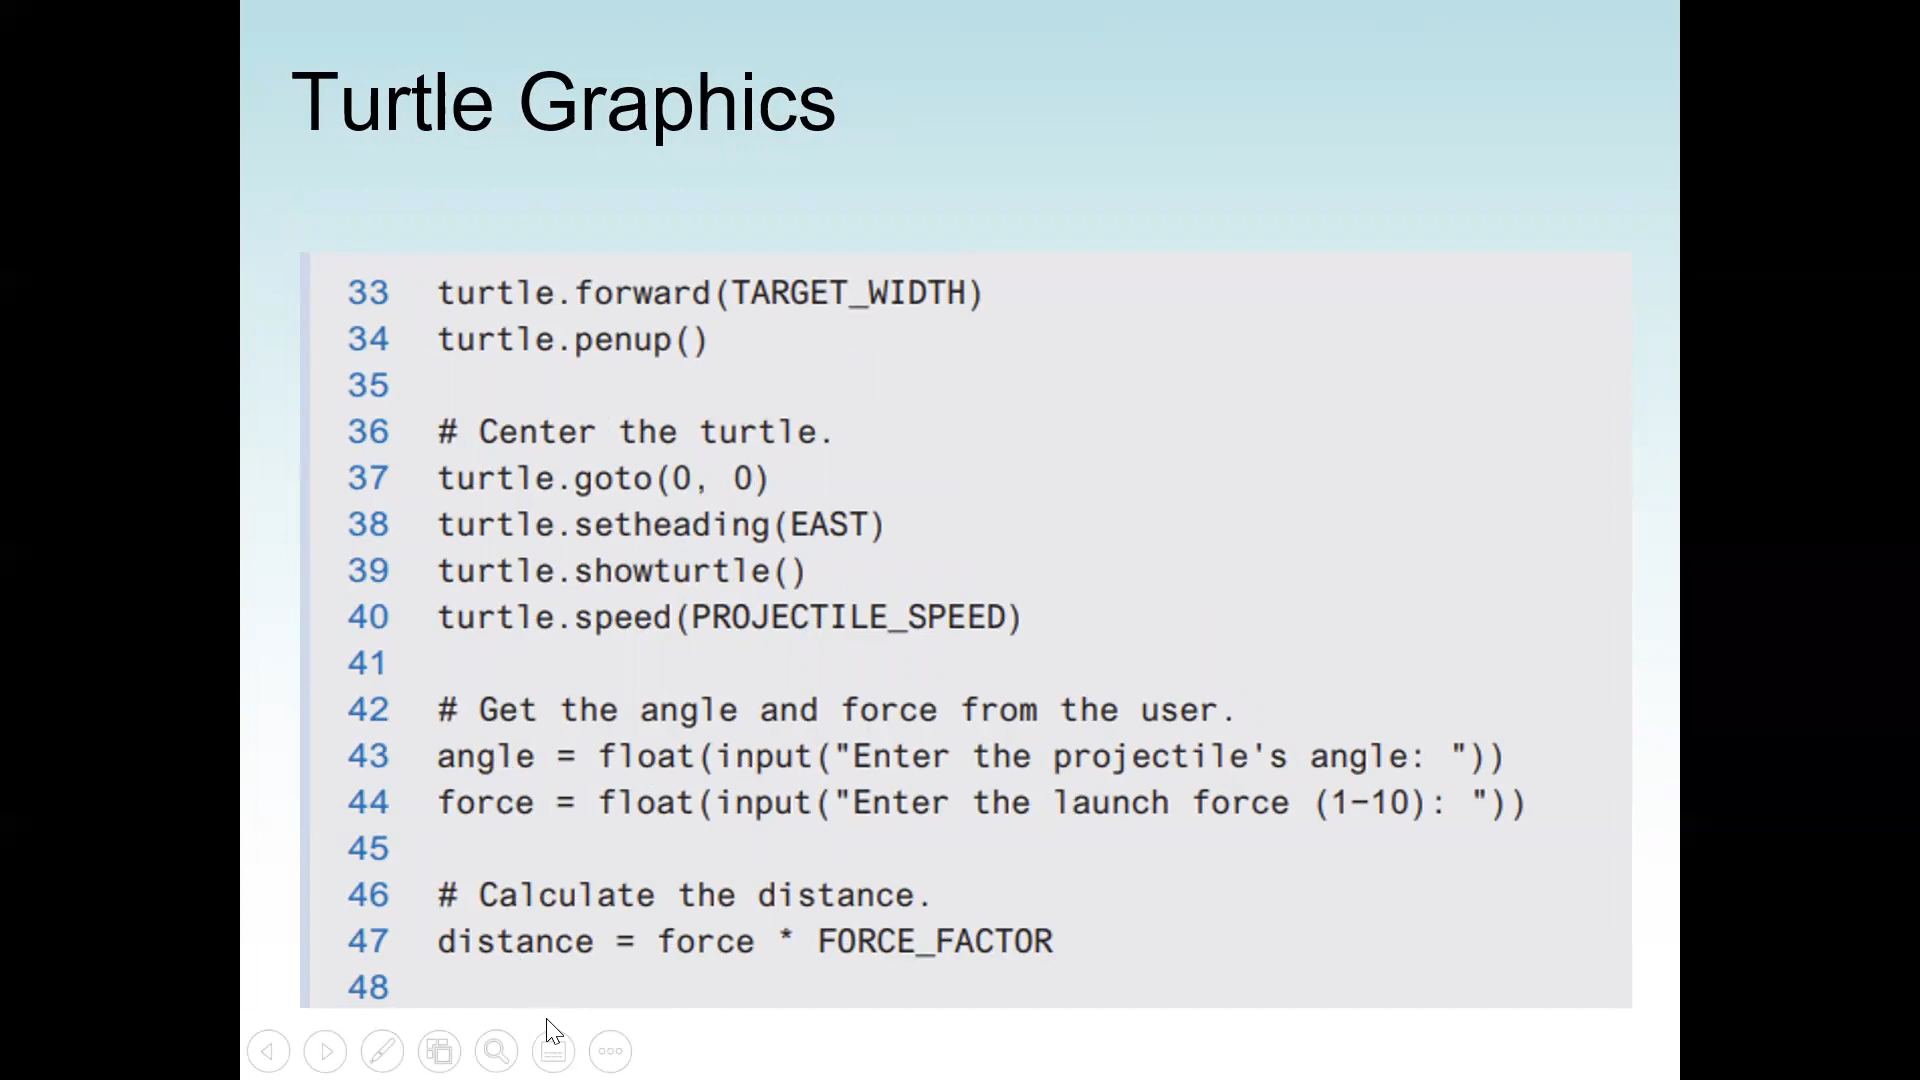 Turtle Graphics
33 turtle.forward(TARGET_WIDTH)
34 turtle.penup()
35
36 # Center the turtle.
37 turtle.goto(0, 0)
38 turtle.setheading(EAST)
39 turtle.showturtle()
40 turtle.speed(PROJECTILE_SPEED)
41
42 # Get the angle and force from the user.
43 angle = float(input("Enter the projectile's angle: "))
44 force = float(input("Enter the launch force (1−10): "))
45
46 # Calculate the distance.
47 distance = force * FORCE_FACTOR
48